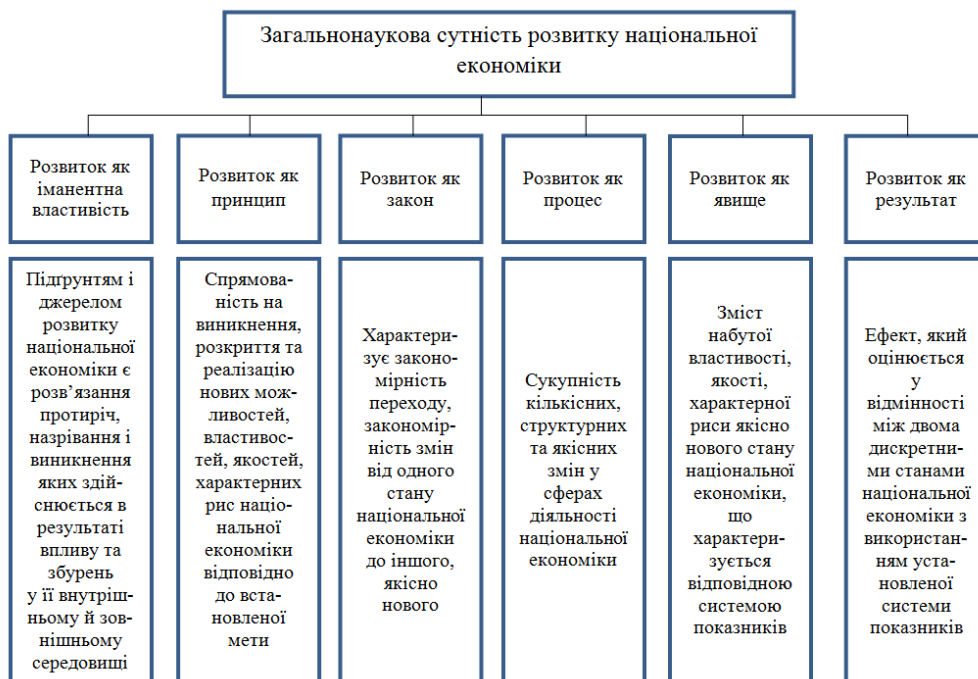 Загальнонаукова сутність розвитку національної
економіки
Розвиток як
іманентна
властивість
Розвиток як
принцип
Розвиток як
закон
Розвиток як
процес
Розвиток як
явище
Розвиток як
результат
Підґрунтям і
джерелом
розвитку
національної
економіки є
розв’язання
протиріч,
назрівання і
виникнення
яких здій-
снюється в
результаті
впливу та
збурень
у її внутріш-
ньому й зов-
нішньому
середовищі
Спрямова-
ність на
виникнення,
розкриття та
реалізацію
нових мож-
ливостей,
властивос-
тей, якостей,
характерних
рис націо-
нальної
економіки
відповідно
до вста-
новленої
мети
Характери-
зує законо-
мірність
переходу,
закономір-
ність змін
від одного
стану
національної
економіки
до іншого,
якісно
нового
Сукупність
кількісних,
структурних
та якісних
змін у
сферах
діяльності
національної
економіки
Зміст
набутої
властивості,
якості,
характерної
риси якісно
нового стану
національної
економіки,
що
характери-
зується
відповідною
системою
показників
Ефект, який
оцінюється
у
відмінності
між двома
дискретни-
ми станами
національної
економіки з
використан-
ням уста-
новленої
системи
показників